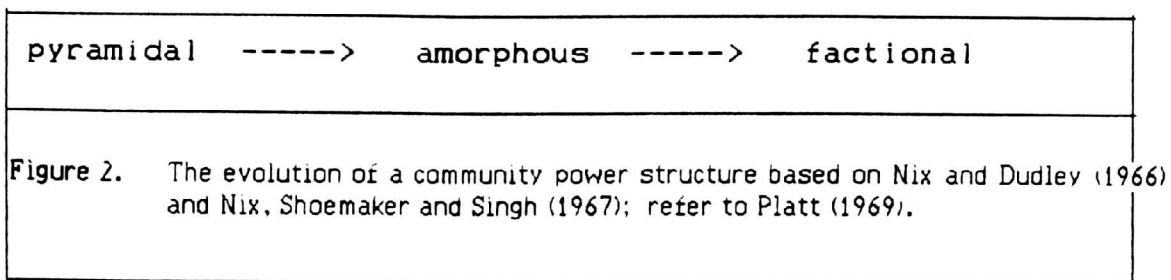 pyramidal -----> amorphous -----> factional
Figure 2. The evolution of a community power structure based on Nix and Dudley (1966)
and Nix, Shoemaker and Singh (1967); refer to Platt (1969).